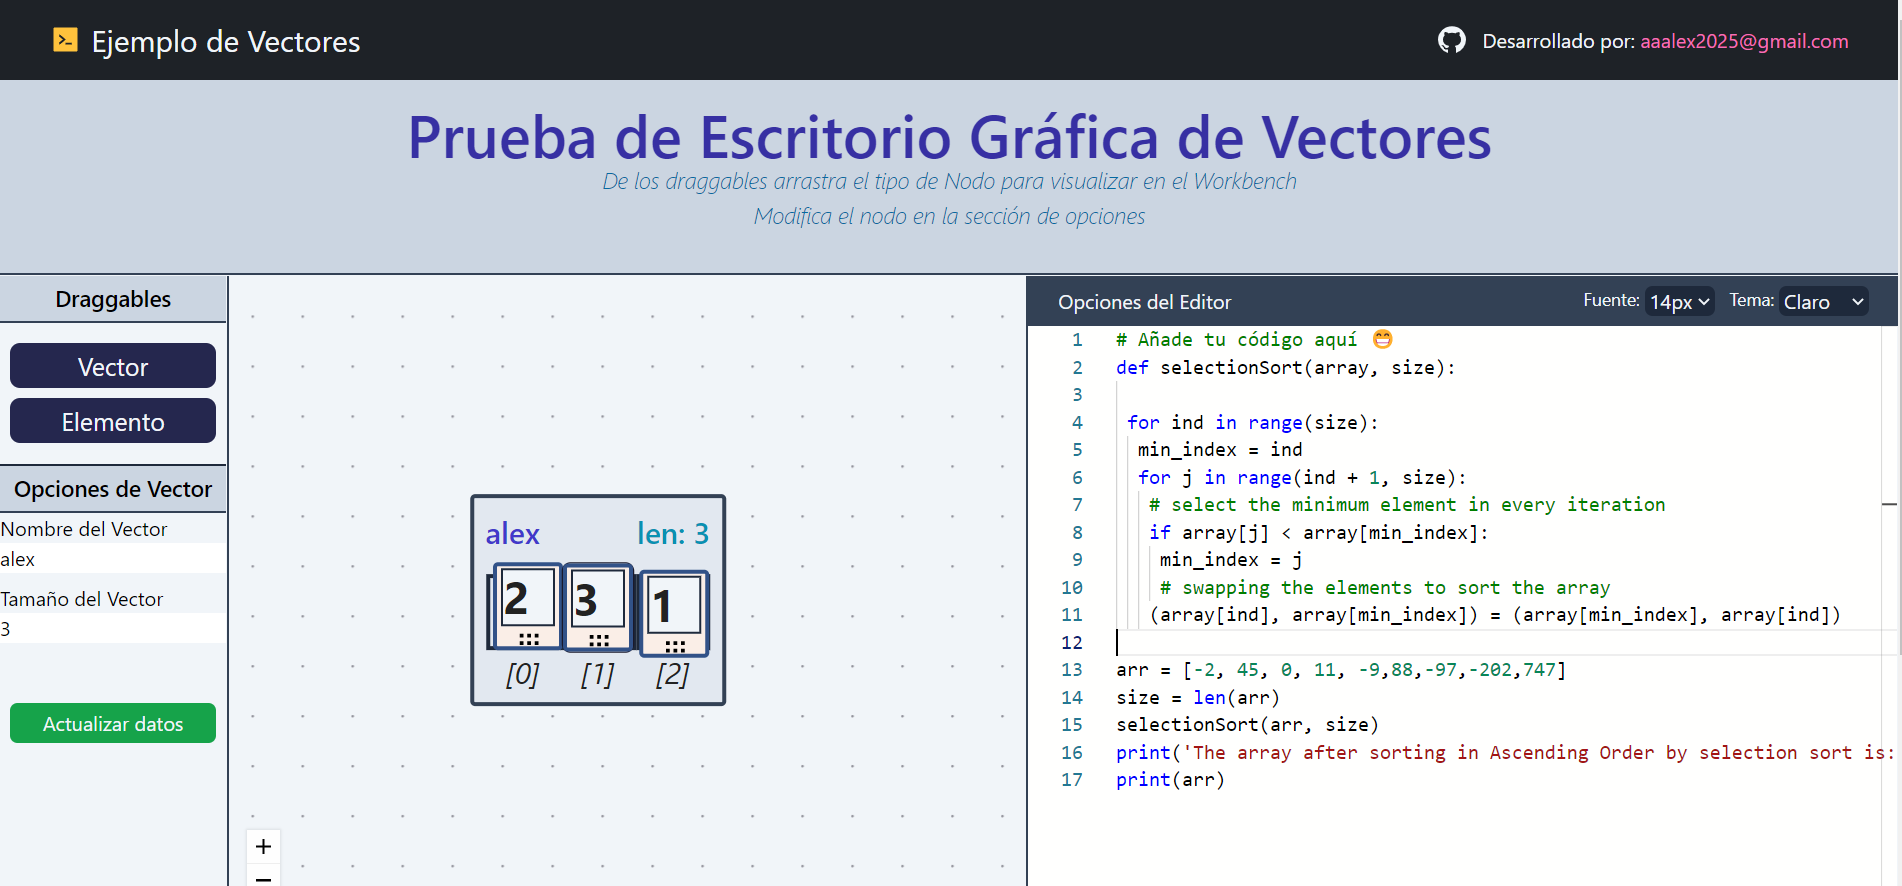 Ejemplo de Vectores
Desarrollado por: aaalex2025@gmail.com
Prueba de Escritorio Gráfica de Vectores
De los draggables arrastra el tipo de Nodo para visualizar en el Workbench
Modifica el nodo en la sección de opciones
Draggables
Vector
Elemento
Opciones de Vector
Nombre del Vector
alex
Tamaño del Vector
3
Actualizar datos
alex len: 3
2 3 1
[0] [1] [2]
+
−
Opciones del Editor Fuente: 14px Tema: Claro
1 # Añade tu código aquí 😁
2 def selectionSort(array, size):
3
4 for ind in range(size):
5 min_index = ind
6 for j in range(ind + 1, size):
7 # select the minimum element in every iteration
8 if array[j] < array[min_index]:
9 min_index = j
10 # swapping the elements to sort the array
11 (array[ind], array[min_index]) = (array[min_index], array[ind])
12
13 arr = [-2, 45, 0, 11, -9,88,-97,-202,747]
14 size = len(arr)
15 selectionSort(arr, size)
16 print('The array after sorting in Ascending Order by selection sort is:
17 print(arr)